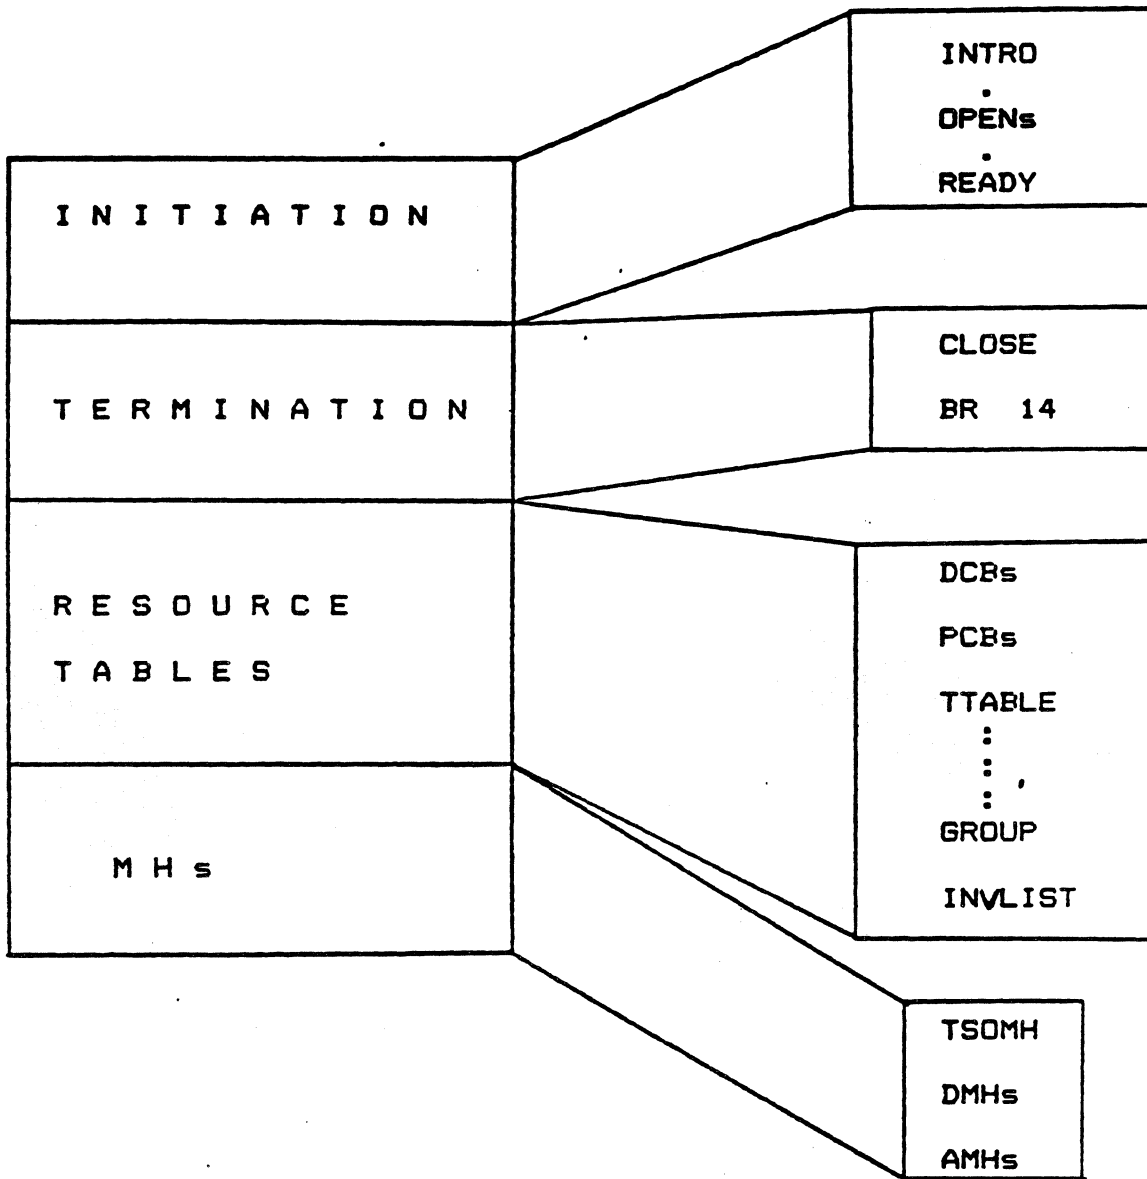 INTRO
.
OPENs
.
READY
INITIATION
CLOSE
BR 14
TERMINATION
DCBs
PCBs
TTABLE
:
:
:
GROUP
INVLIST
RESOURCE
TABLES
MHs
TSOMH
DMHs
AMHs